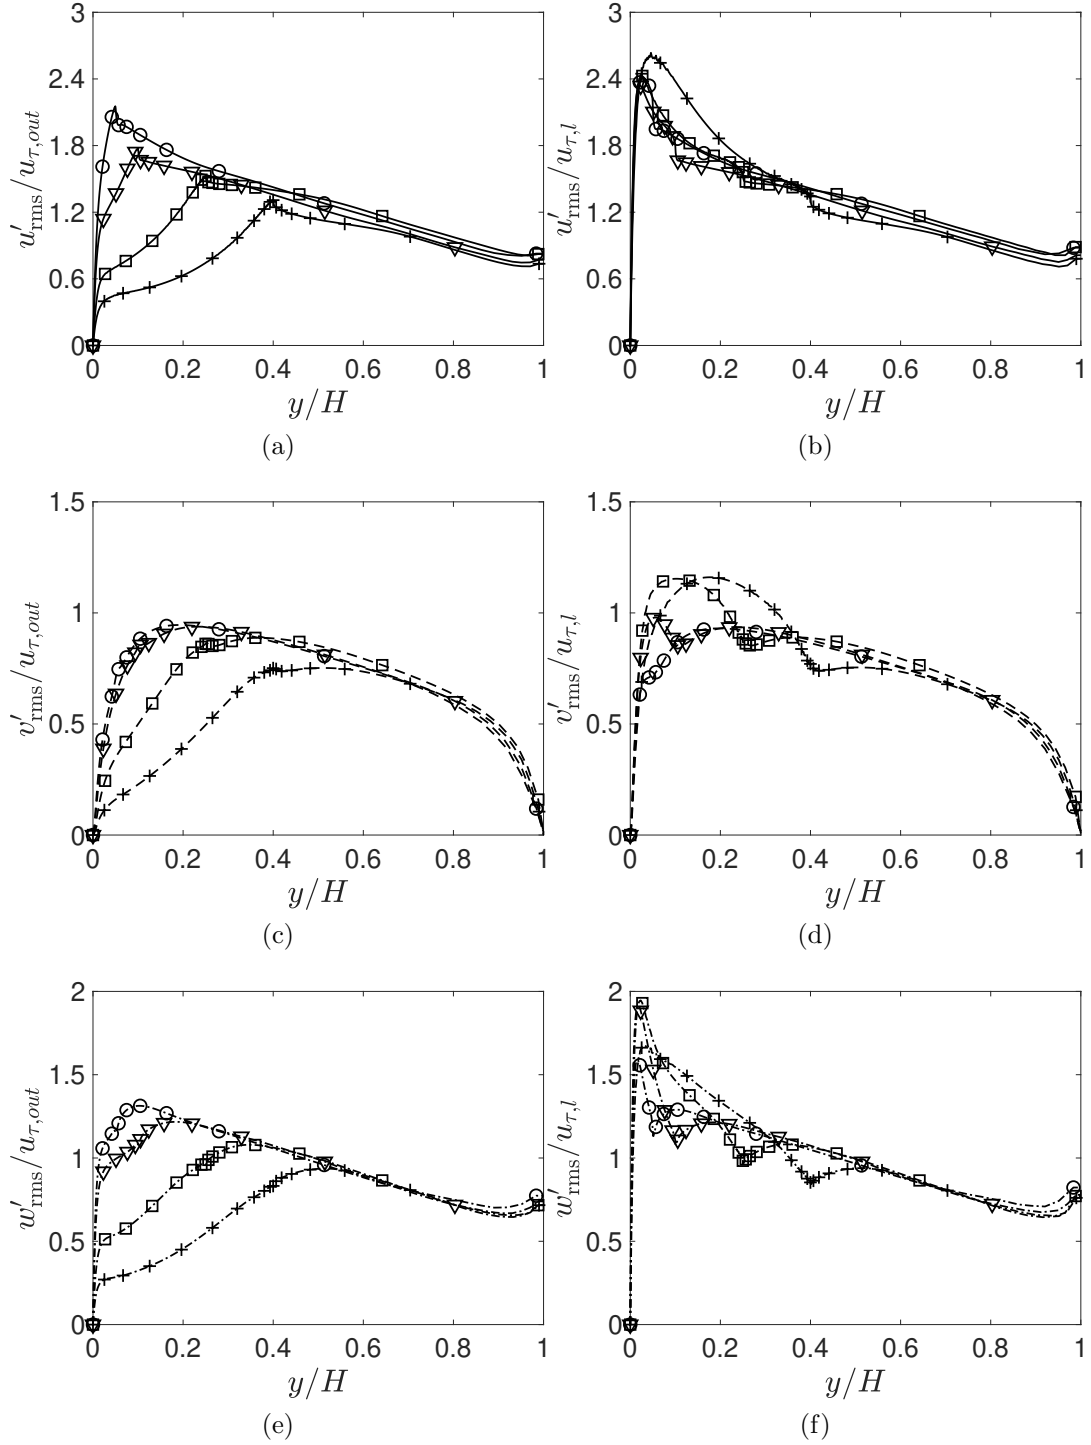 3
2.4
1.8
1.2
0.6
0
0 0.2 0.4 0.6 0.8 1
u′rms/uτ,out
y/H
(a)
3
2.4
1.8
1.2
0.6
0
0 0.2 0.4 0.6 0.8 1
u′rms/uτ,l
y/H
(b)
1.5
1
0.5
0
0 0.2 0.4 0.6 0.8 1
v′rms/uτ,out
y/H
(c)
1.5
1
0.5
0
0 0.2 0.4 0.6 0.8 1
v′rms/uτ,l
y/H
(d)
2
1.5
1
0.5
0
0 0.2 0.4 0.6 0.8 1
w′rms/uτ,out
y/H
(e)
2
1.5
1
0.5
0
0 0.2 0.4 0.6 0.8 1
w′rms/uτ,l
y/H
(f)